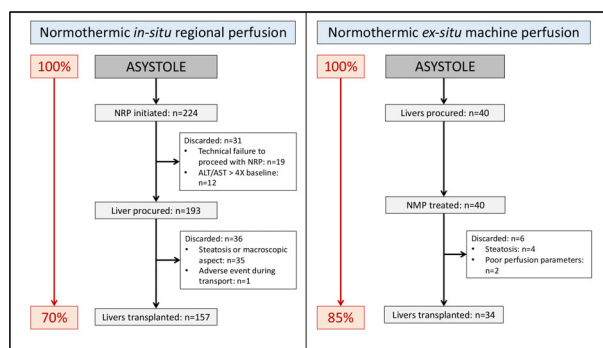 Normothermic in-situ regional perfusion
100%
ASYSTOLE
NRP initiated: n=224
Discarded: n=31
• Technical failure to
proceed with NRP: n=19
• ALT/AST > 4X baseline:
n=12
Liver procured: n=193
Discarded: n=36
• Steatosis or macroscopic
aspect: n=35
• Adverse event during
transport: n=1
70%
Livers transplanted: n=157
Normothermic ex-situ machine perfusion
100%
ASYSTOLE
Livers procured: n=40
NMP treated: n=40
Discarded: n=6
• Steatosis: n=4
• Poor perfusion parameters:
n=2
85%
Livers transplanted: n=34